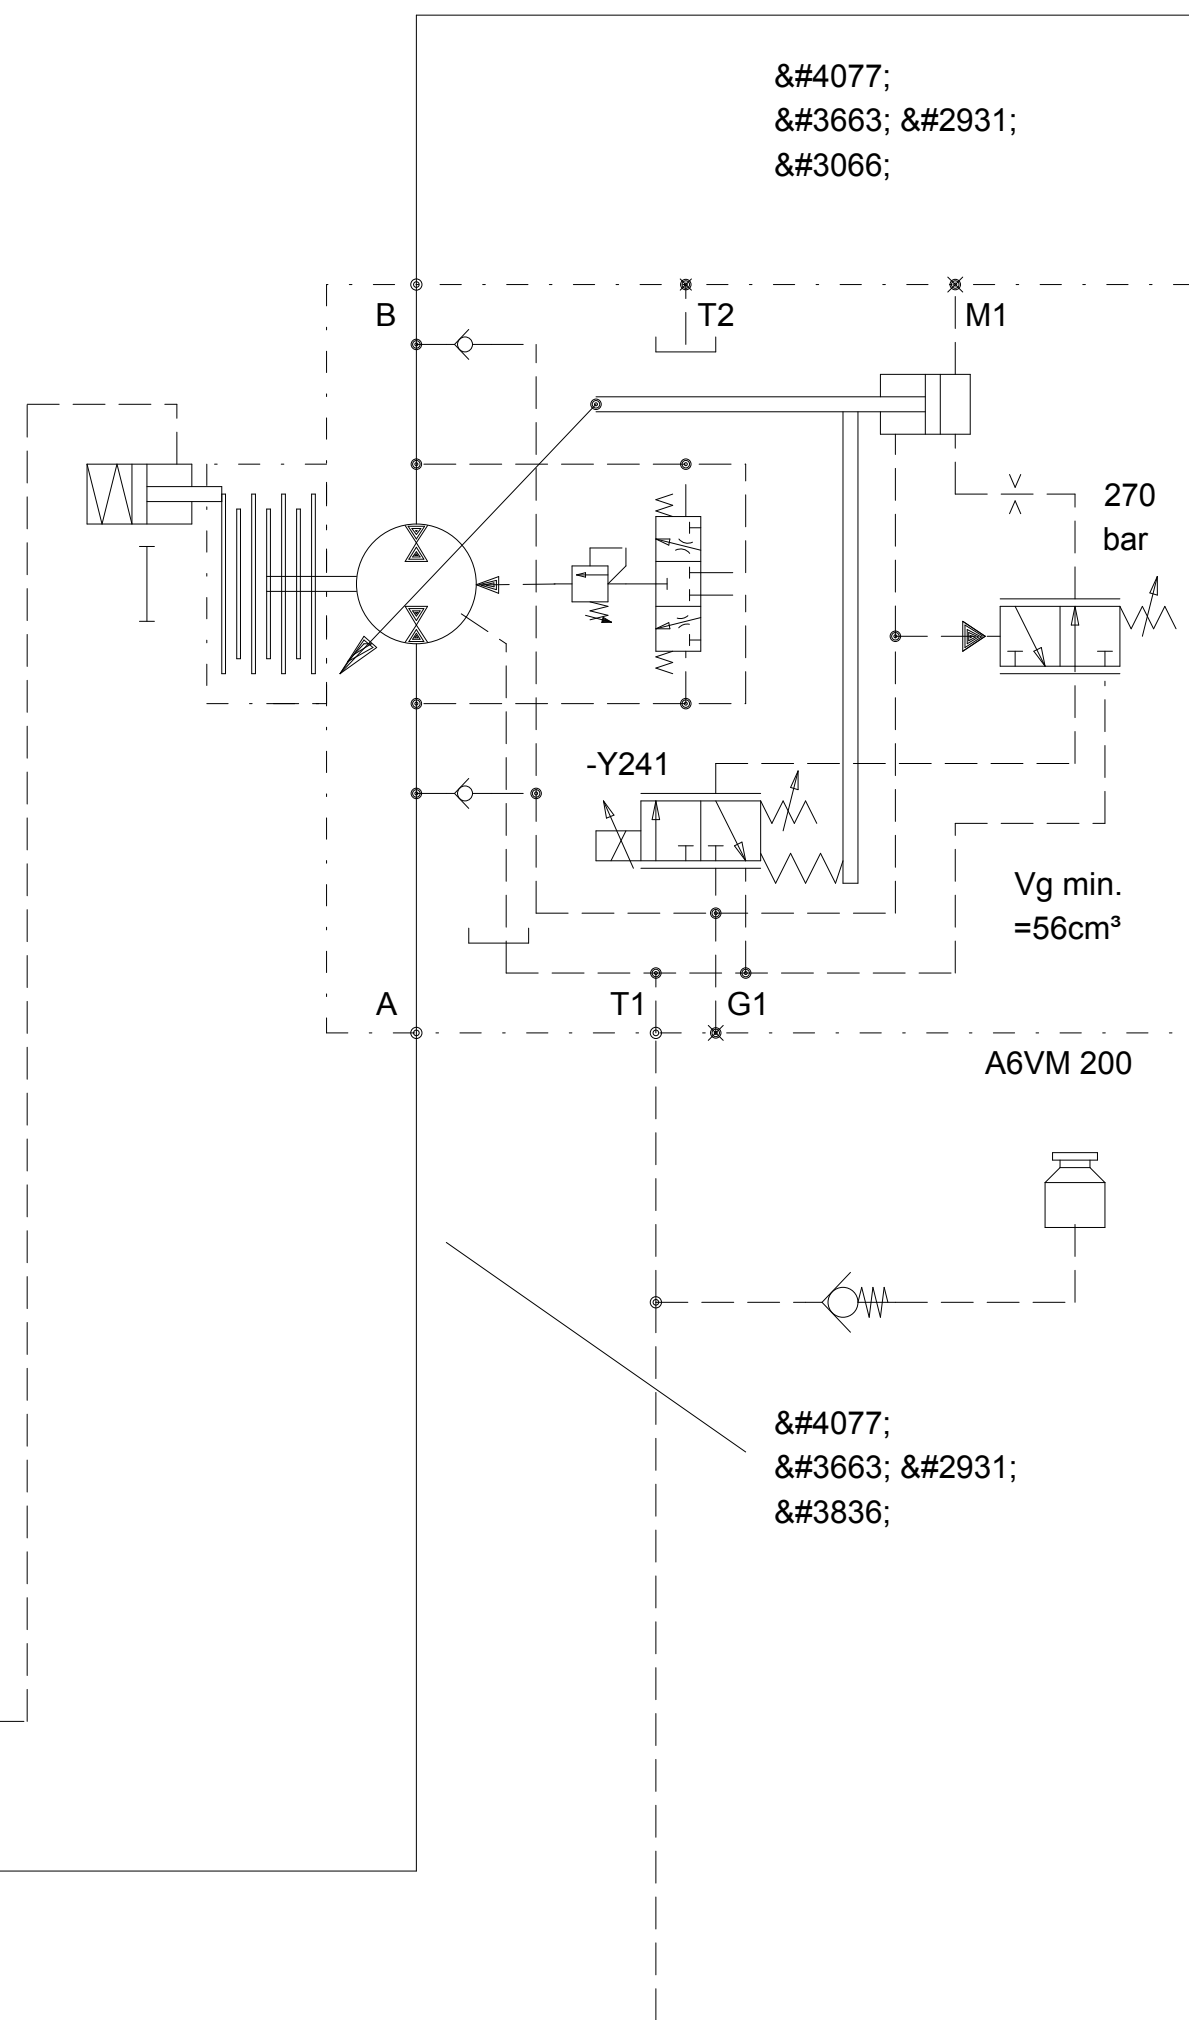 &#4077;
&#3663; &#2931;
&#3066;
B
T2
M1
270
bar
-Y241
Vg min.
=56cm³
A
T1
G1
A6VM 200
&#4077;
&#3663; &#2931;
&#3836;